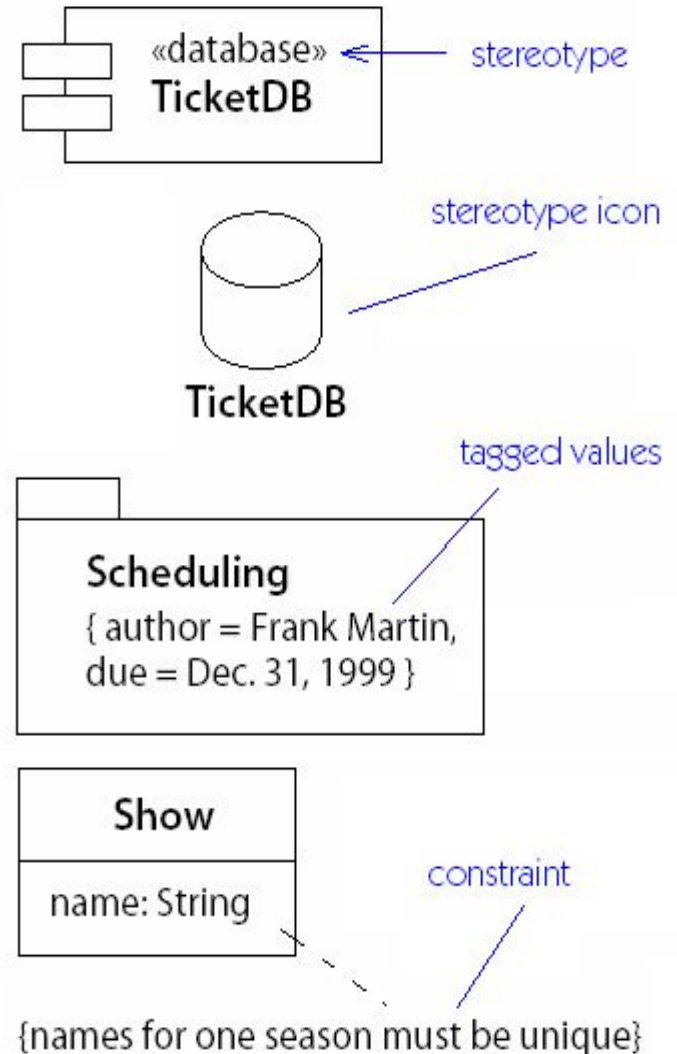 «database»
stereotype
TicketDB
stereotype icon
TicketDB
tagged values
Scheduling
{ author = Frank Martin,
due = Dec. 31, 1999 }
Show
name: String
constraint
{names for one season must be unique}